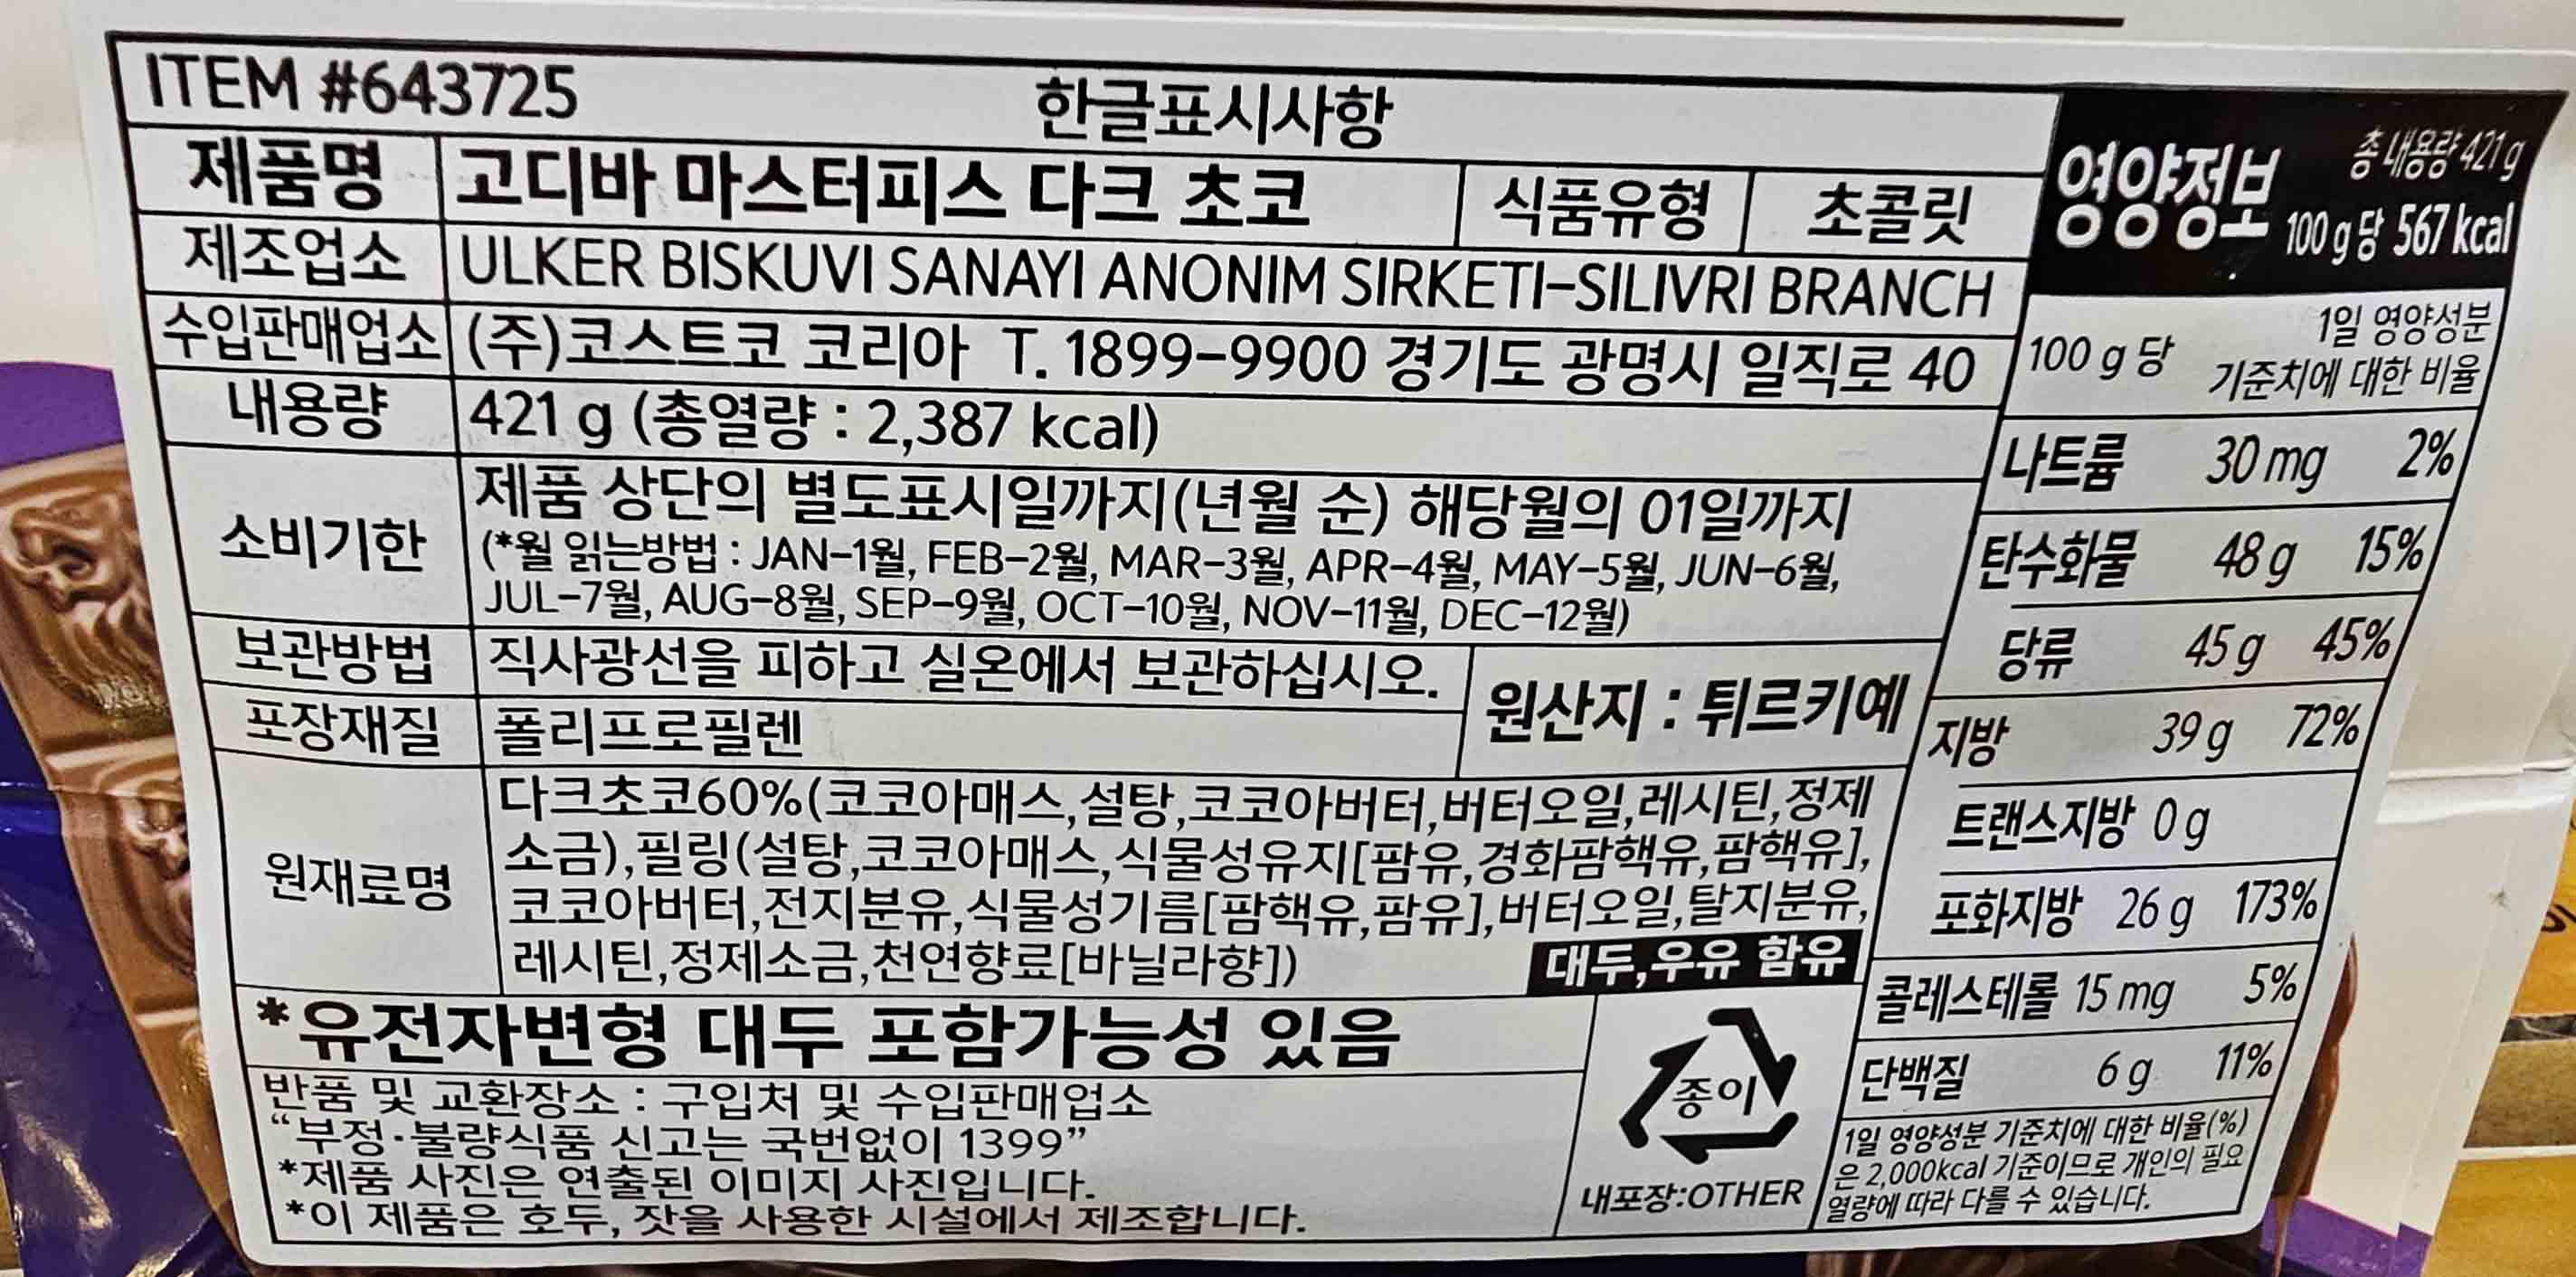 ITEM #643725
한글표시사항
제품명 고디바 마스터피스 다크 초코 식품유형 초콜릿
제조업소 ULKER BISKUVI SANAYI ANONIM SIRKETI-SILIVRI BRANCH
수입판매업소 (주)코스트코 코리아 T. 1899-9900 경기도 광명시 일직로 40
내용량 421 g (총열량 : 2,387 kcal)
소비기한 제품 상단의 별도표시일까지(년월 순) 해당월의 01일까지
(*월 읽는방법 : JAN-1월, FEB-2월, MAR-3월, APR-4월, MAY-5월, JUN-6월,
JUL-7월, AUG-8월, SEP-9월, OCT-10월, NOV-11월, DEC-12월)
보관방법 직사광선을 피하고 실온에서 보관하십시오.
포장재질 폴리프로필렌
원산지 : 튀르키예
원재료명 다크초코60%(코코아매스,설탕,코코아버터,버터오일,레시틴,정제
소금),필링(설탕,코코아매스,식물성유지[팜유,경화팜핵유,팜핵유],
코코아버터,전지분유,식물성기름[팜핵유,팜유],버터오일,탈지분유,
레시틴,정제소금,천연향료[바닐라향])
대두,우유 함유
*유전자변형 대두 포함가능성 있음
반품 및 교환장소 : 구입처 및 수입판매업소
“부정·불량식품 신고는 국번없이 1399”
*제품 사진은 연출된 이미지 사진입니다.
*이 제품은 호두, 잣을 사용한 시설에서 제조합니다.
종이
내포장:OTHER
영양정보 총 내용량 421 g
100 g 당 567 kcal
100 g 당 1일 영양성분
기준치에 대한 비율
나트륨 30 mg 2%
탄수화물 48 g 15%
당류 45 g 45%
지방 39 g 72%
트랜스지방 0 g
포화지방 26 g 173%
콜레스테롤 15 mg 5%
단백질 6 g 11%
1일 영양성분 기준치에 대한 비율(%)
은 2,000kcal 기준이므로 개인의 필요
열량에 따라 다를 수 있습니다.